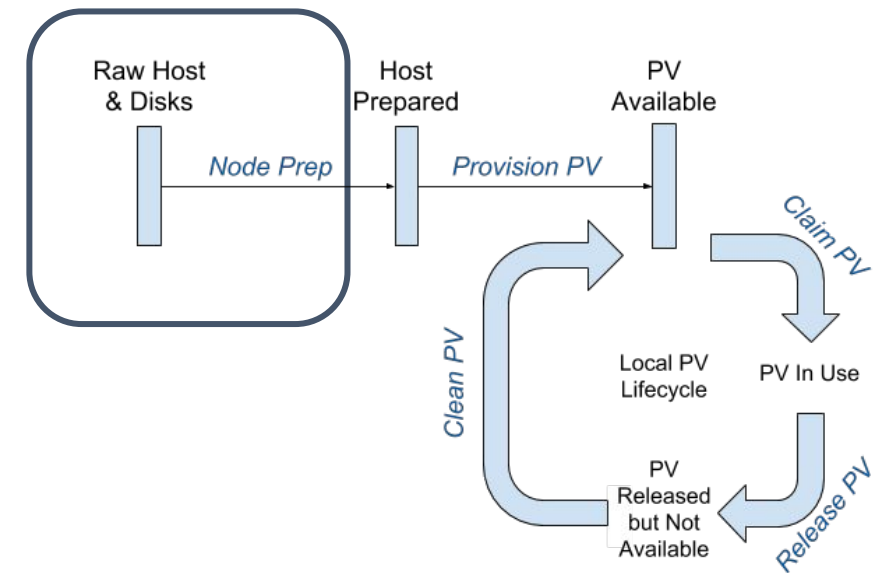 Raw Host
& Disks
Host
Prepared
PV
Available
Node Prep
Provision PV
Claim PV
Clean PV
Local PV
Lifecycle
PV In Use
PV
Released
but Not
Available
Release PV